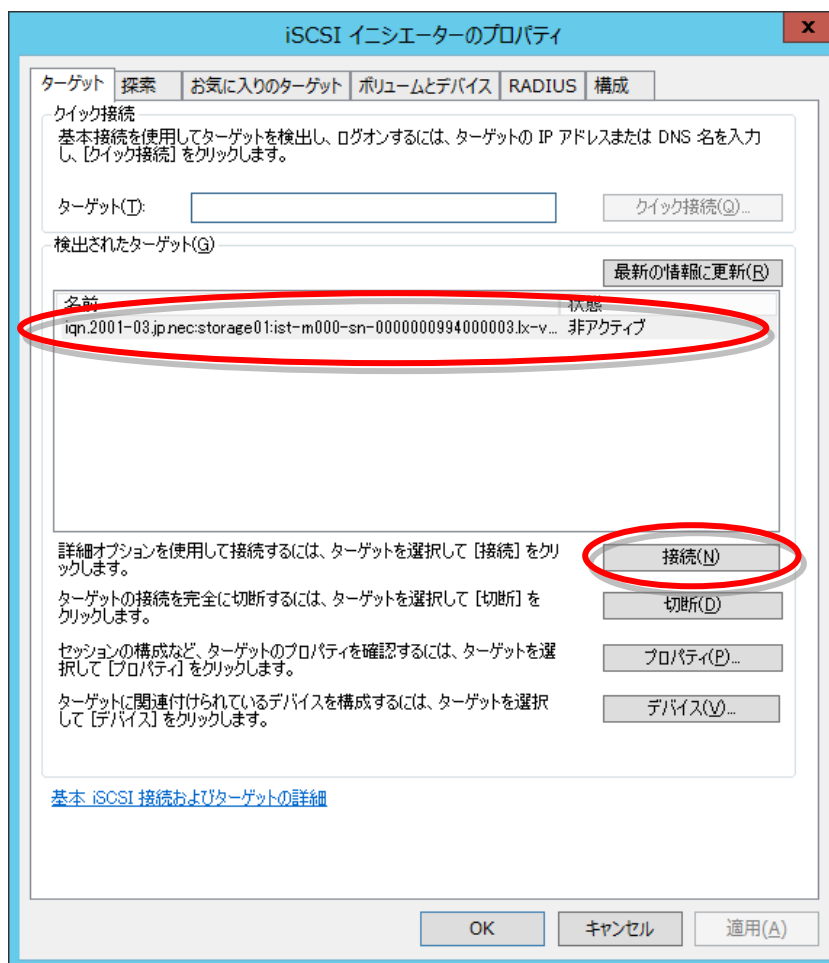 iSCSI イニシエーターのプロパティ
x
ターゲット 探索 お気に入りのターゲット ボリュームとデバイス RADIUS 構成
クイック接続
基本接続を使用してターゲットを検出し、ログオンするには、ターゲットの IP アドレスまたは DNS 名を入力
し、[クイック接続] をクリックします。
ターゲット(T):
クイック接続(Q)...
検出されたターゲット(G)
最新の情報に更新(R)
名前 状態
iqn.2001-03.jp.nec:storage01:ist-m000-sn-0000000994000003.lx-v... 非アクティブ
詳細オプションを使用して接続するには、ターゲットを選択して [接続] をクリ
ックします。
接続(N)
ターゲットの接続を完全に切断するには、ターゲットを選択して [切断] を
クリックします。
切断(D)
セッションの構成など、ターゲットのプロパティを確認するには、ターゲットを選
択して [プロパティ] をクリックします。
プロパティ(P)...
ターゲットに関連付けられているデバイスを構成するには、ターゲットを選択
して [デバイス] をクリックします。
デバイス(V)...
基本 iSCSI 接続およびターゲットの詳細
OK キャンセル 適用(A)